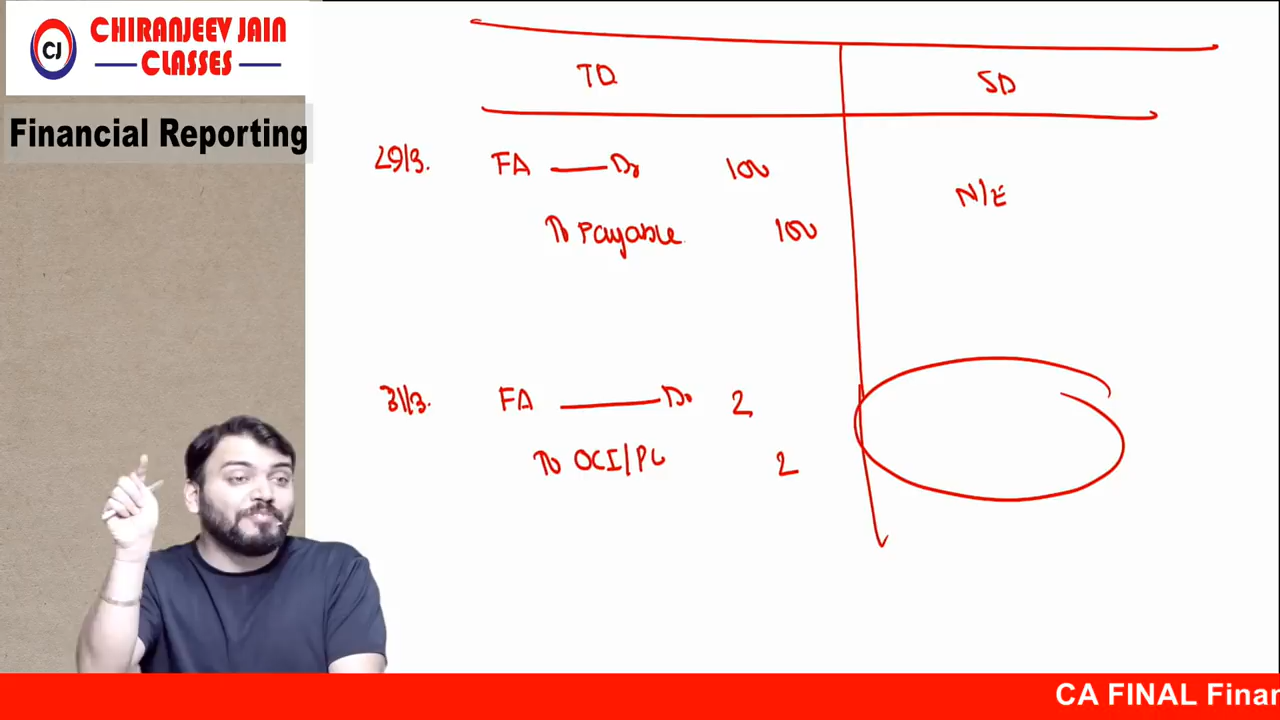 CHIRANJEEV JAIN
CLASSES
CJ
Financial Reporting
TD
SD
29/3. FA — Dr 100
To Payable 100
N/E
31/3. FA — Dr 2
To OCI/PL 2
CA FINAL Finar